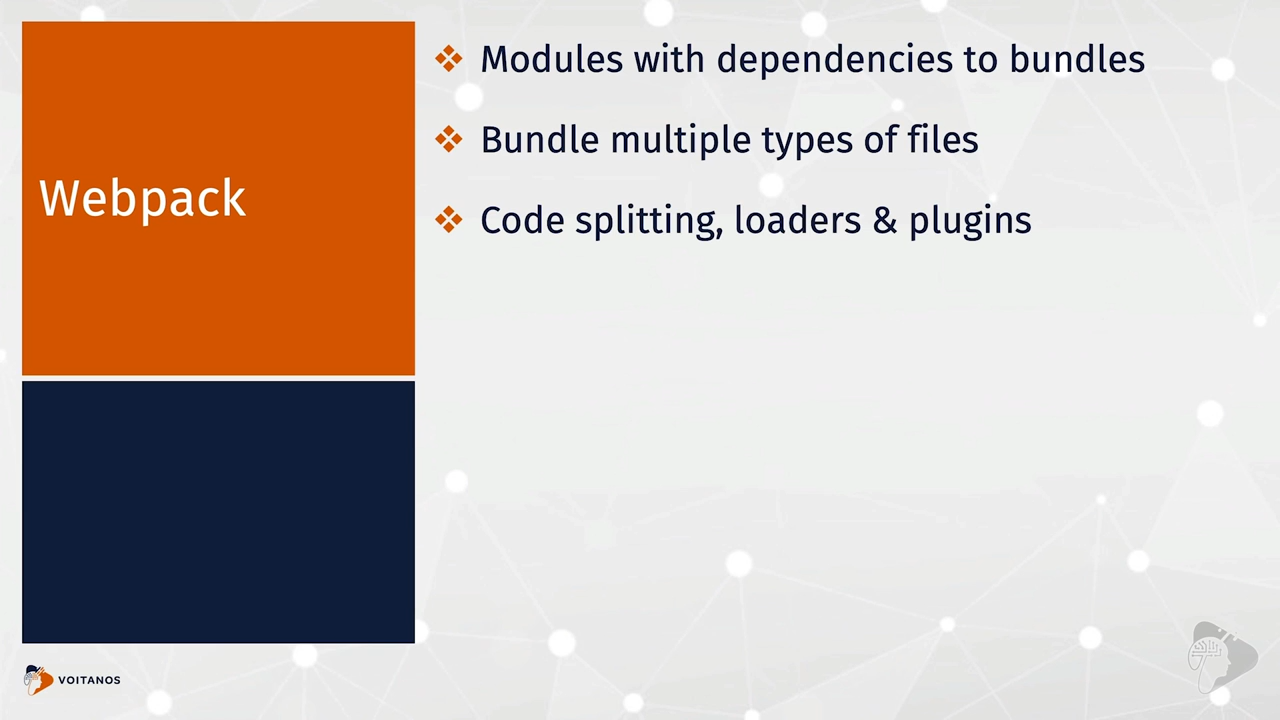 Webpack
❖ Modules with dependencies to bundles
❖ Bundle multiple types of files
❖ Code splitting, loaders & plugins
VOITANOS